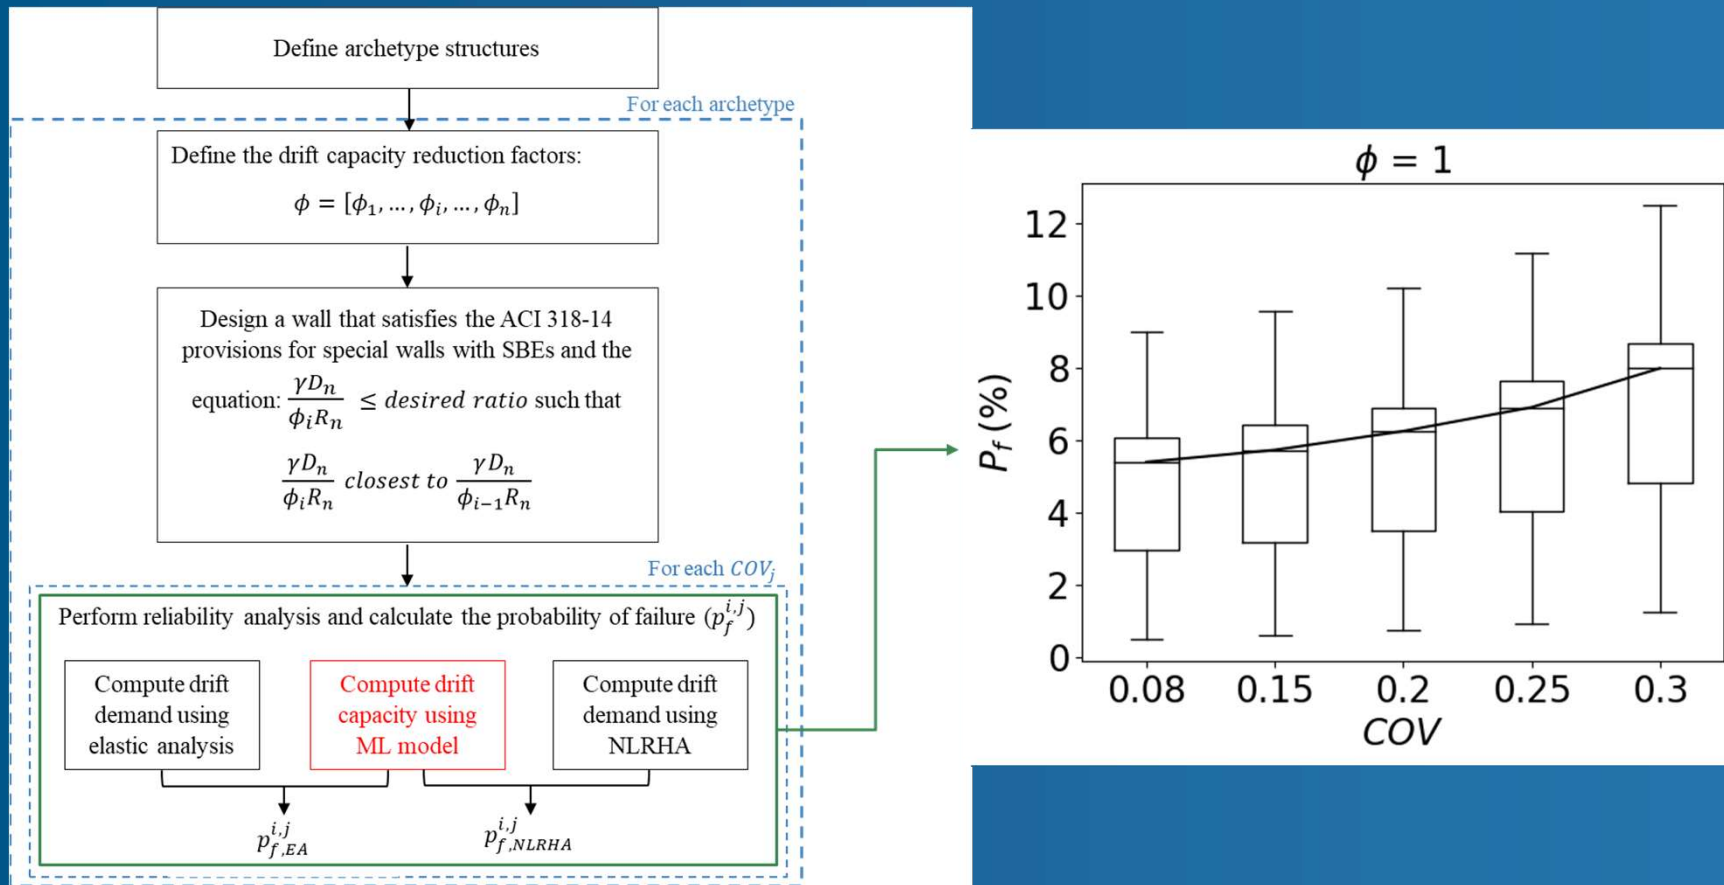 Define archetype structures
For each archetype
Define the drift capacity reduction factors:
ϕ = [ϕ₁, …, ϕᵢ, …, ϕₙ]
Design a wall that satisfies the ACI 318-14
provisions for special walls with SBEs and the
equation: γDₙ/ϕᵢRₙ ≤ desired ratio such that
γDₙ/ϕᵢRₙ closest to γDₙ/ϕᵢ₋₁Rₙ
For each COVⱼ
Perform reliability analysis and calculate the probability of failure (p_f^{i,j})
Compute drift
demand using
elastic analysis
Compute drift
capacity using
ML model
Compute drift
demand using
NLRHA
p_{f,EA}^{i,j}
p_{f,NLRHA}^{i,j}
ϕ = 1
P_f (%)
12
10
8
6
4
2
0
0.08 0.15 0.2 0.25 0.3
COV